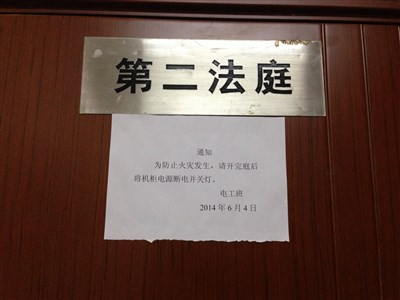 第二法庭
通知
为防止火灾发生，请开完庭后
将机柜电源断电并关灯。
电工班
2014年6月4日